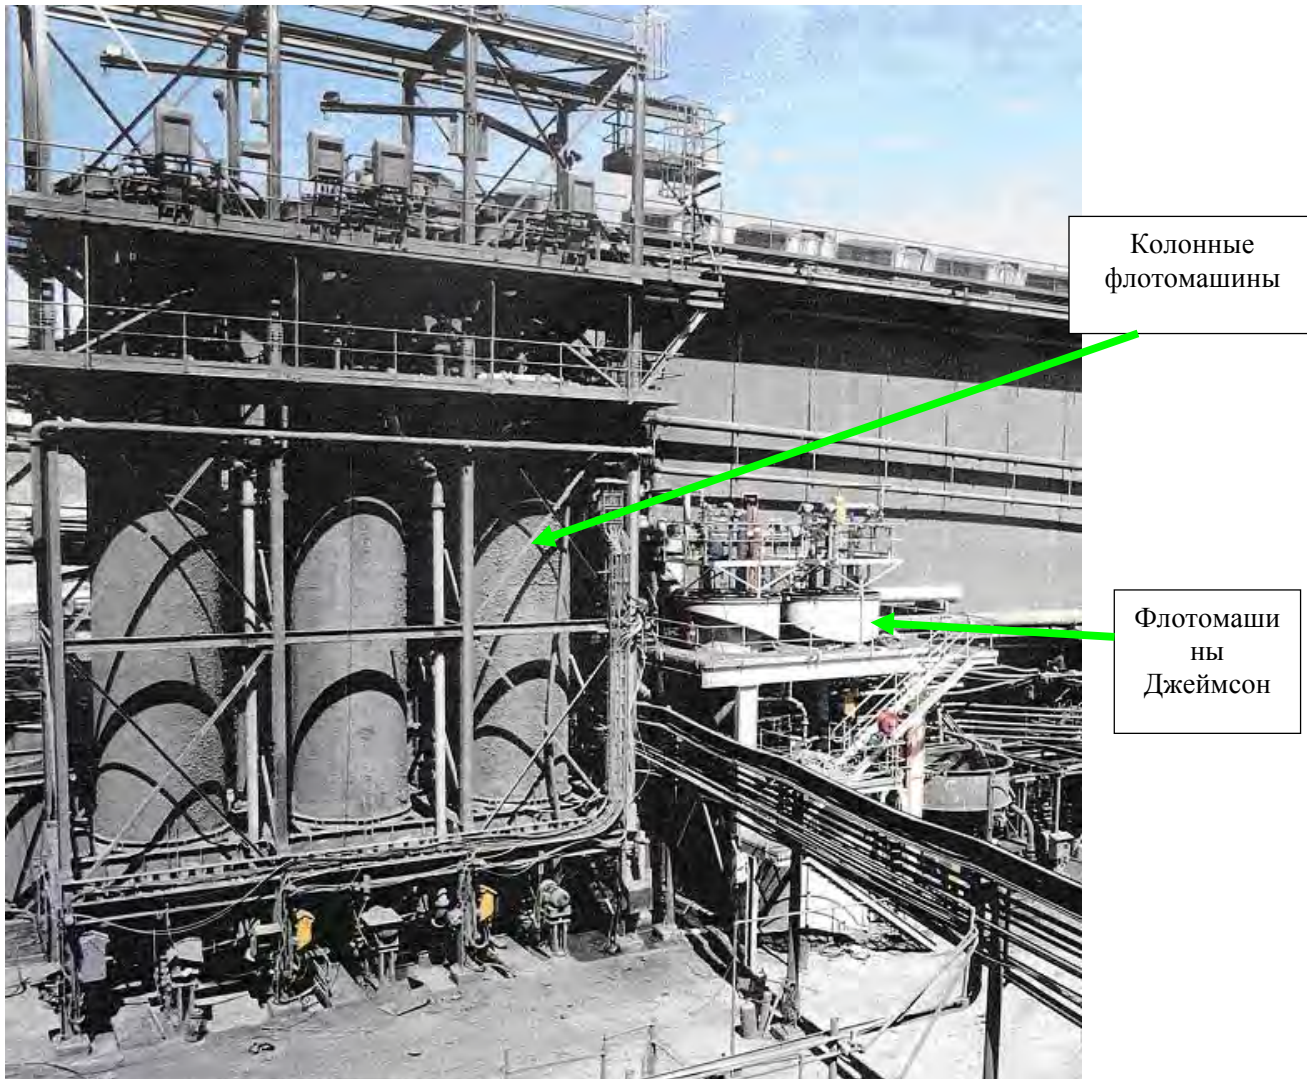 Колонные
флотомашины
Флотомаши
ны
Джеймсон